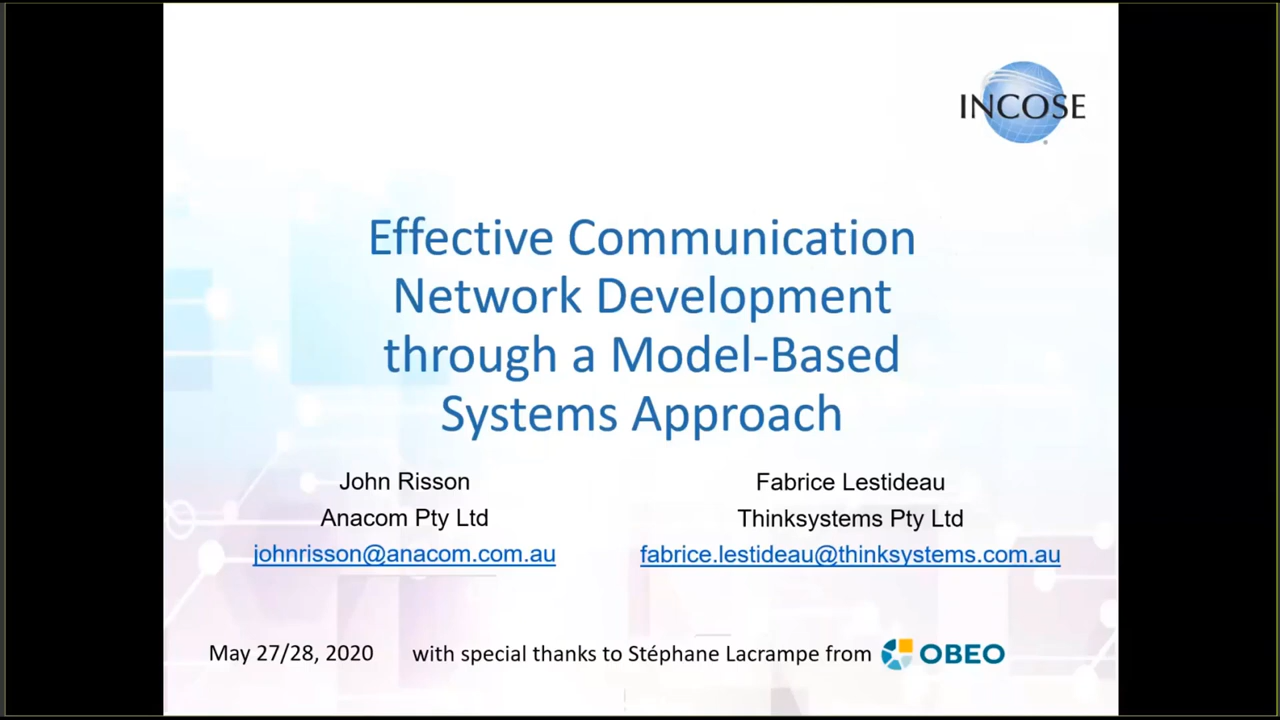 INCOSE
Effective Communication
Network Development
through a Model-Based
Systems Approach
John Risson
Anacom Pty Ltd
johnrisson@anacom.com.au
Fabrice Lestideau
Thinksystems Pty Ltd
fabrice.lestideau@thinksystems.com.au
May 27/28, 2020
with special thanks to Stéphane Lacrampe from OBEO